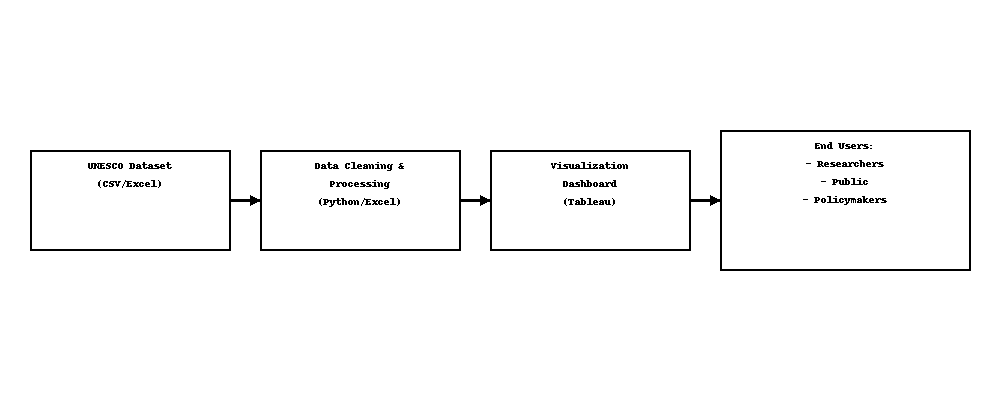 UNESCO Dataset
(CSV/Excel)
Data Cleaning &
Processing
(Python/Excel)
Visualization
Dashboard
(Tableau)
End Users:
- Researchers
- Public
- Policymakers